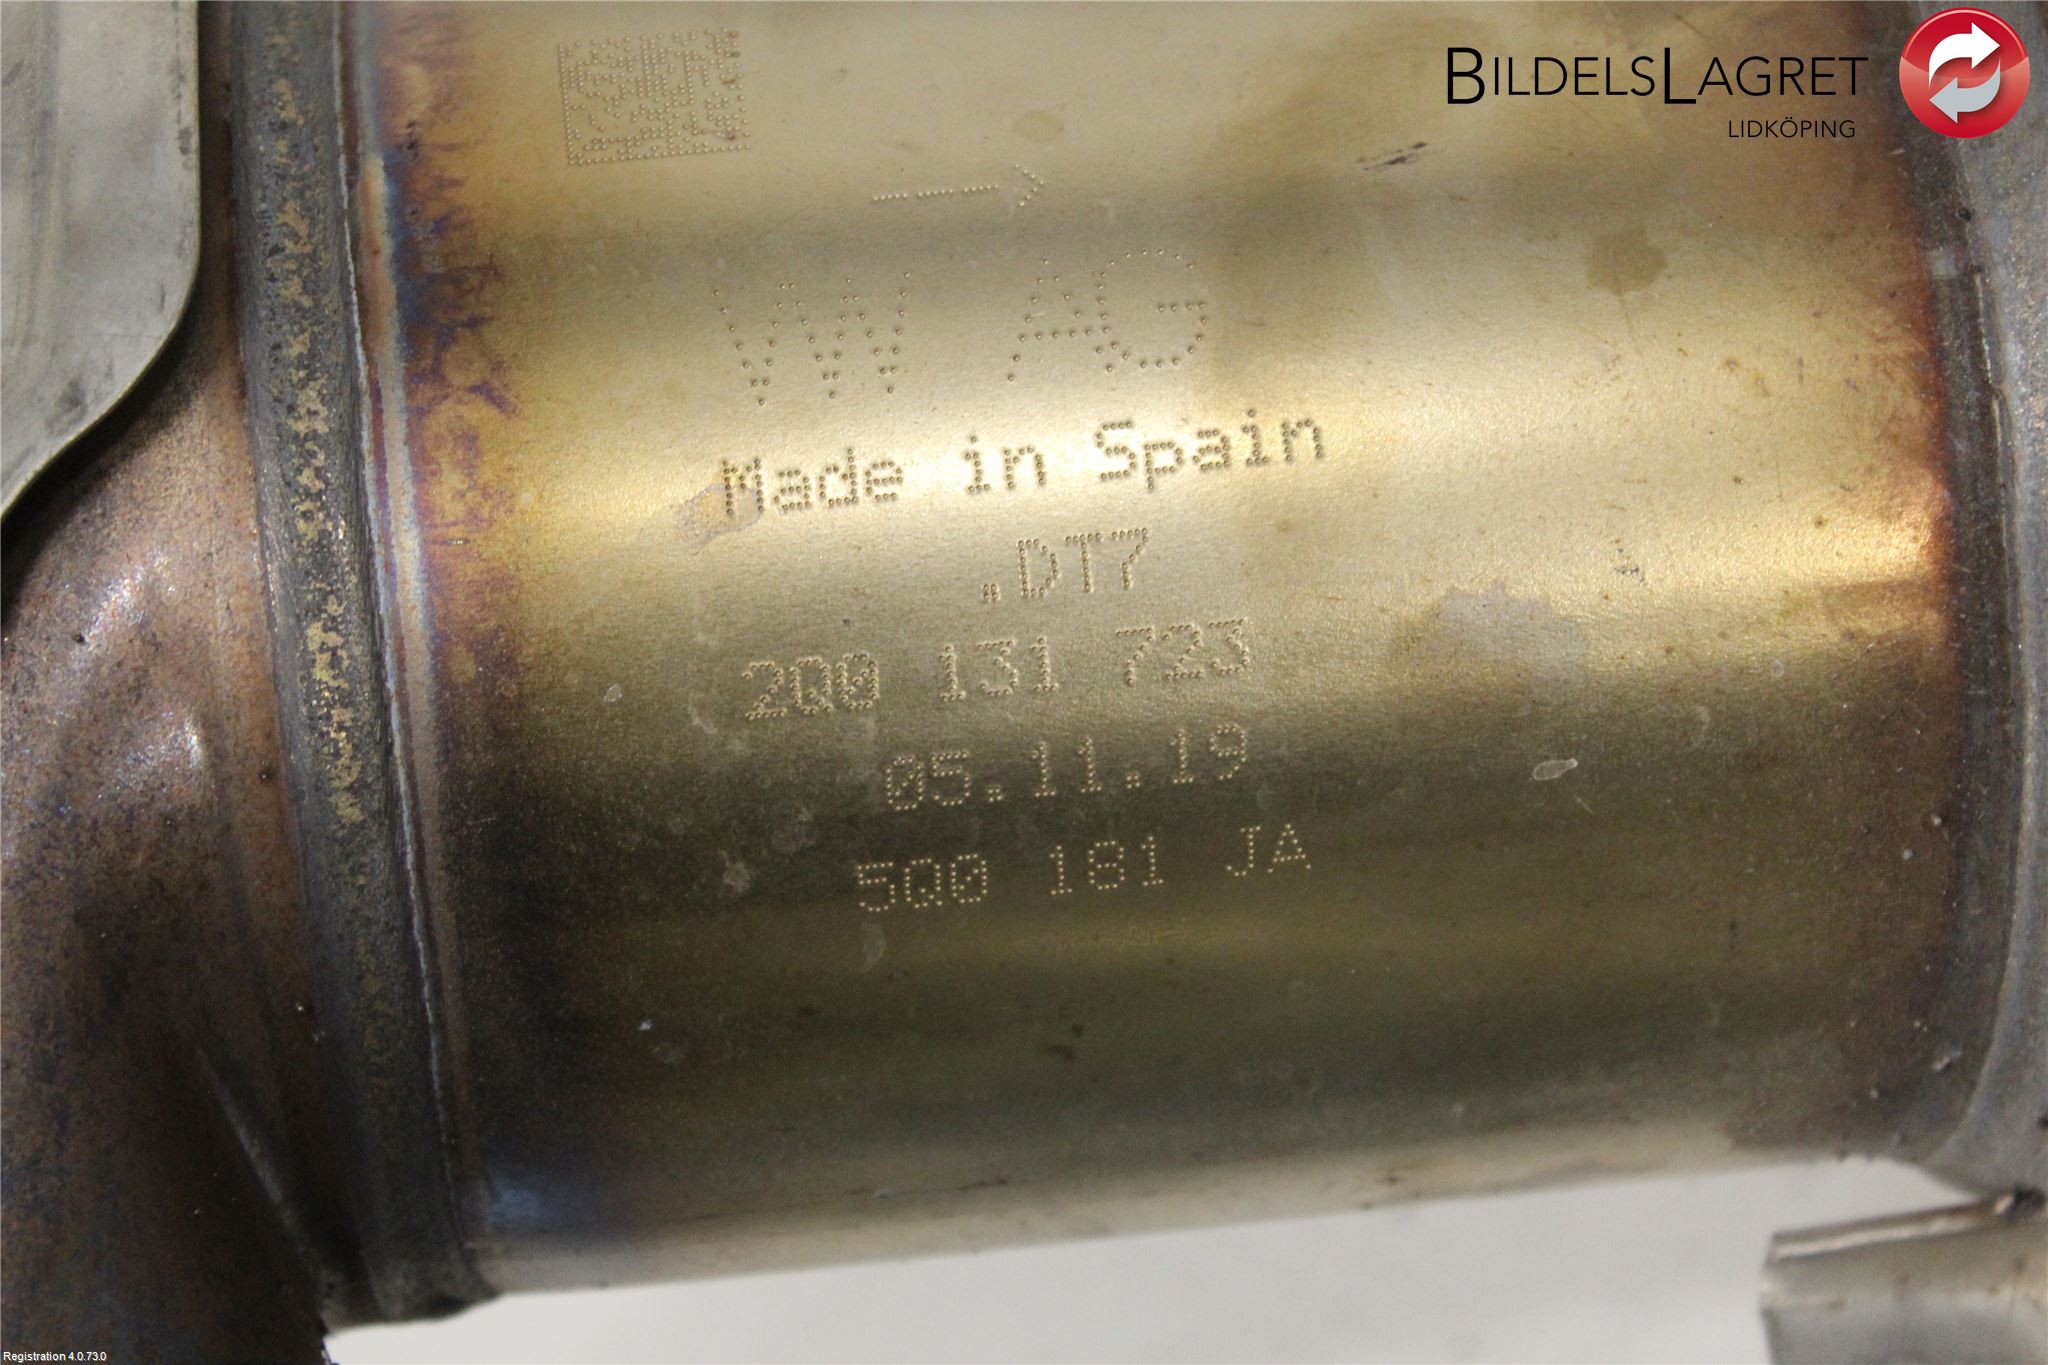 BILDELSLAGRET
LIDKÖPING
VW AG
Made in Spain
.DT7
2Q0 131 723
05.11.19
5Q0 181 JA
Registration 4.0.73.0